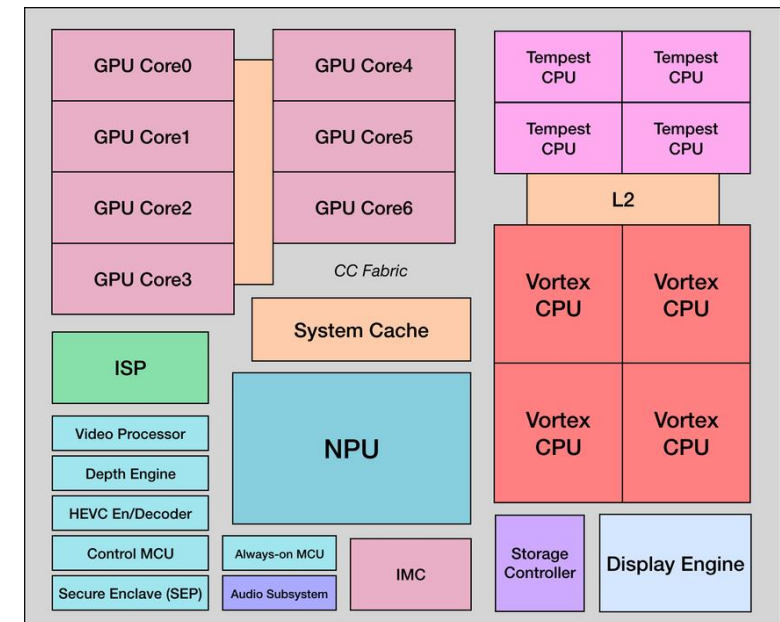 GPU Core0
GPU Core1
GPU Core2
GPU Core3
GPU Core4
GPU Core5
GPU Core6
CC Fabric
System Cache
Tempest
CPU
Tempest
CPU
Tempest
CPU
Tempest
CPU
L2
Vortex
CPU
Vortex
CPU
Vortex
CPU
Vortex
CPU
ISP
NPU
Video Processor
Depth Engine
HEVC En/Decoder
Control MCU
Secure Enclave (SEP)
Always-on MCU
Audio Subsystem
IMC
Storage
Controller
Display Engine